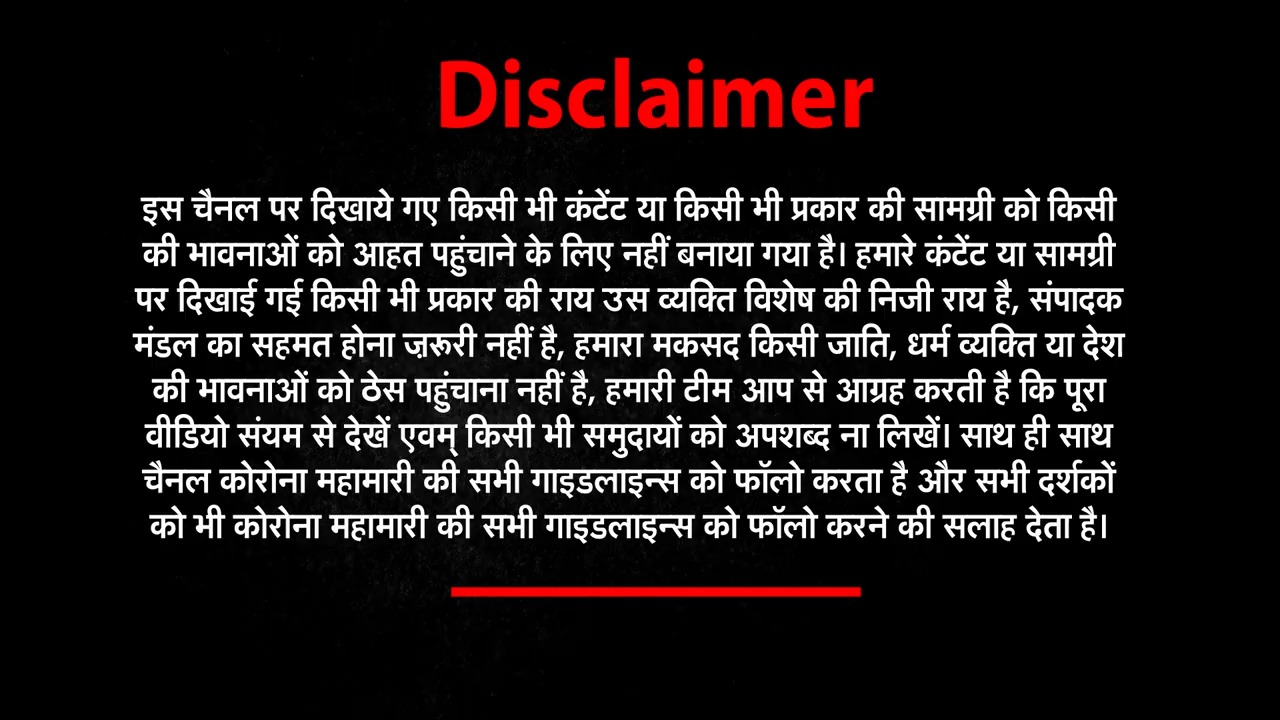 Disclaimer
इस चैनल पर दिखाये गए किसी भी कंटेंट या किसी भी प्रकार की सामग्री को किसी
की भावनाओं को आहत पहुंचाने के लिए नहीं बनाया गया है। हमारे कंटेंट या सामग्री
पर दिखाई गई किसी भी प्रकार की राय उस व्यक्ति विशेष की निजी राय है, संपादक
मंडल का सहमत होना ज़रूरी नहीं है, हमारा मकसद किसी जाति, धर्म व्यक्ति या देश
की भावनाओं को ठेस पहुंचाना नहीं है, हमारी टीम आप से आग्रह करती है कि पूरा
वीडियो संयम से देखें एवम् किसी भी समुदायों को अपशब्द ना लिखें। साथ ही साथ
चैनल कोरोना महामारी की सभी गाइडलाइन्स को फॉलो करता है और सभी दर्शकों
को भी कोरोना महामारी की सभी गाइडलाइन्स को फॉलो करने की सलाह देता है।